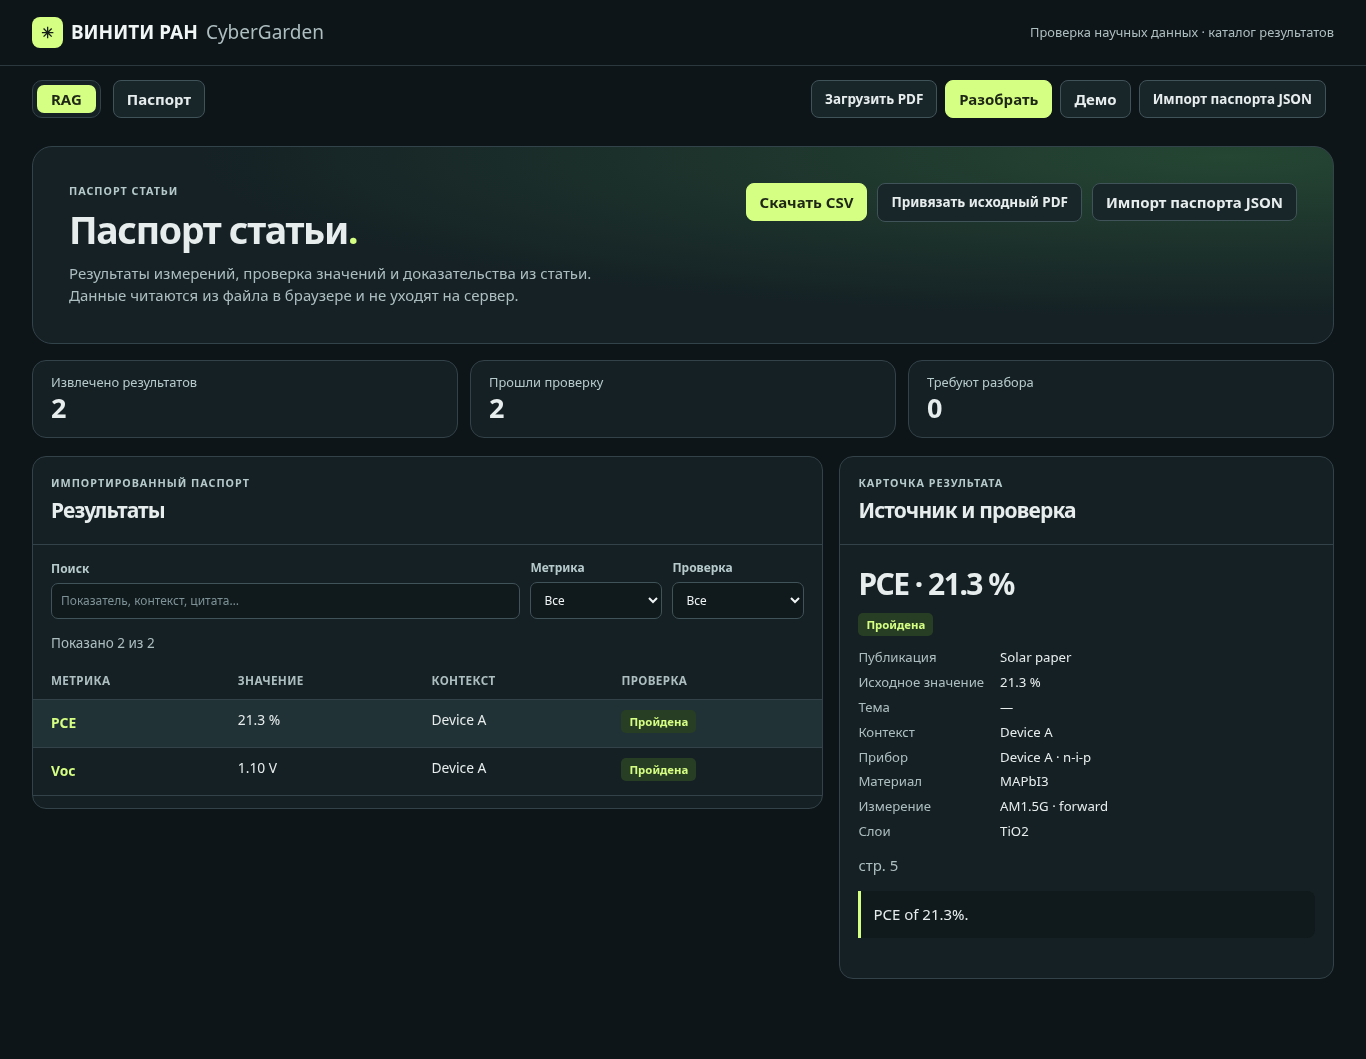 ВИНИТИ РАН CyberGarden
Проверка научных данных · каталог результатов
RAG
Паспорт
Загрузить PDF
Разобрать
Демо
Импорт паспорта JSON
ПАСПОРТ СТАТЬИ
Паспорт статьи.
Результаты измерений, проверка значений и доказательства из статьи.
Данные читаются из файла в браузере и не уходят на сервер.
Скачать CSV
Привязать исходный PDF
Импорт паспорта JSON
Извлечено результатов
2
Прошли проверку
2
Требуют разбора
0
ИМПОРТИРОВАННЫЙ ПАСПОРТ
Результаты
Поиск
Показатель, контекст, цитата...
Метрика
Все
Проверка
Все
Показано 2 из 2
МЕТРИКА ЗНАЧЕНИЕ КОНТЕКСТ ПРОВЕРКА
PCE 21.3 % Device A Пройдена
Voc 1.10 V Device A Пройдена
КАРТОЧКА РЕЗУЛЬТАТА
Источник и проверка
PCE · 21.3 %
Пройдена
Публикация Solar paper
Исходное значение 21.3 %
Тема —
Контекст Device A
Прибор Device A · n-i-p
Материал MAPbI3
Измерение AM1.5G · forward
Слои TiO2
стр. 5
PCE of 21.3%.